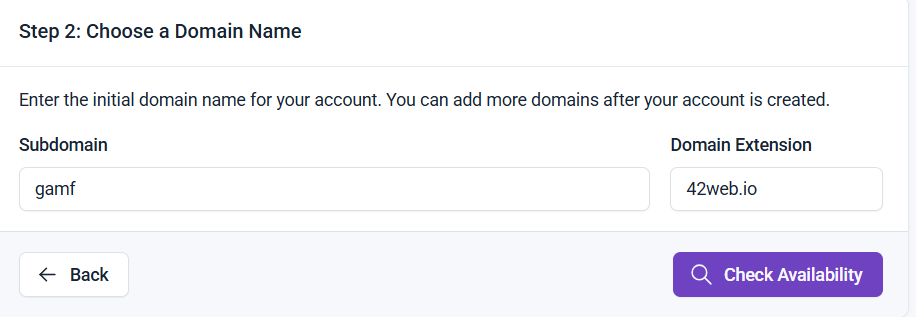 Step 2: Choose a Domain Name
Enter the initial domain name for your account. You can add more domains after your account is created.
Subdomain
Domain Extension
gamf
42web.io
Back
Check Availability